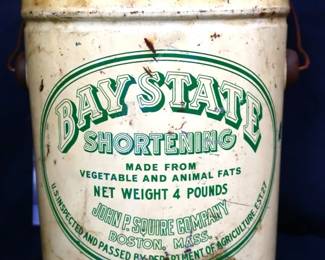 BAY STATE
SHORTENING
MADE FROM
VEGETABLE AND ANIMAL FATS
NET WEIGHT 4 POUNDS
JOHN P. SQUIRE COMPANY
BOSTON, MASS.
U.S. INSPECTED AND PASSED BY DEPARTMENT OF AGRICULTURE